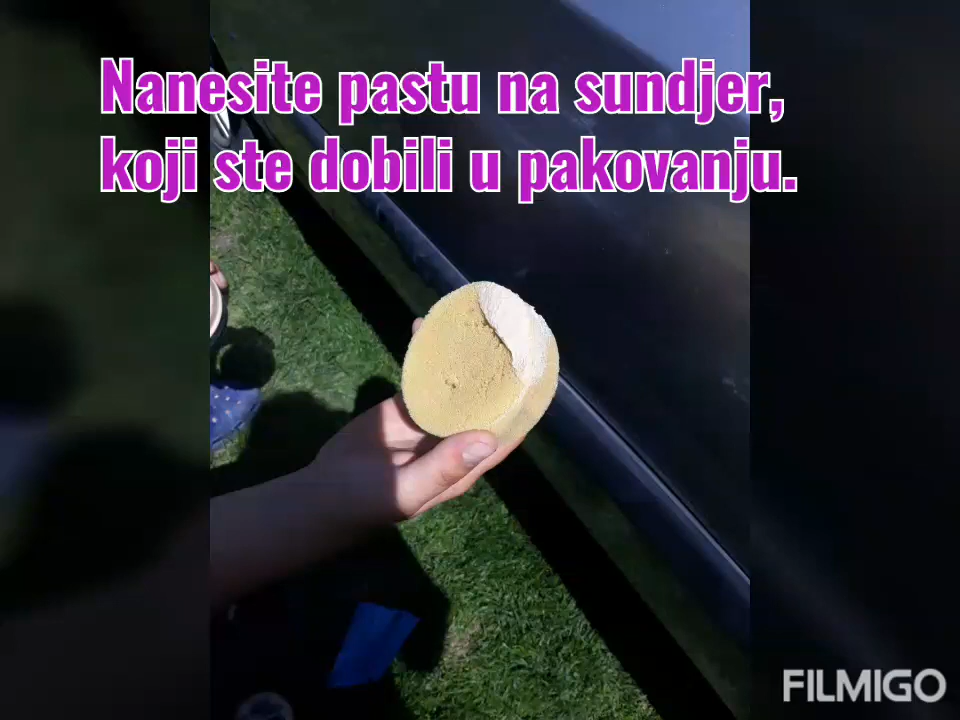 Nanesite pastu na sundjer,
koji ste dobili u pakovanju.
FILMIGO